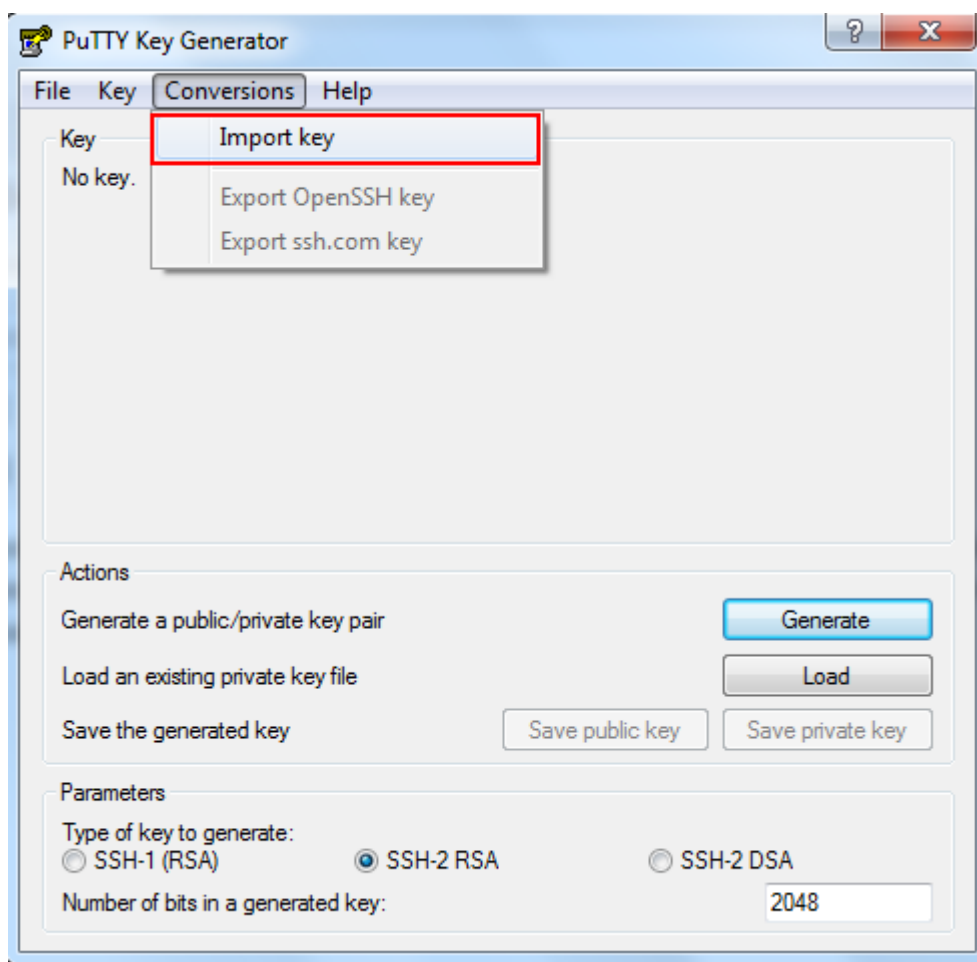 PuTTY Key Generator
File Key Conversions Help
Import key
Export OpenSSH key
Export ssh.com key
Key
No key.
Actions
Generate a public/private key pair Generate
Load an existing private key file Load
Save the generated key Save public key Save private key
Parameters
Type of key to generate:
SSH-1 (RSA) SSH-2 RSA SSH-2 DSA
Number of bits in a generated key: 2048